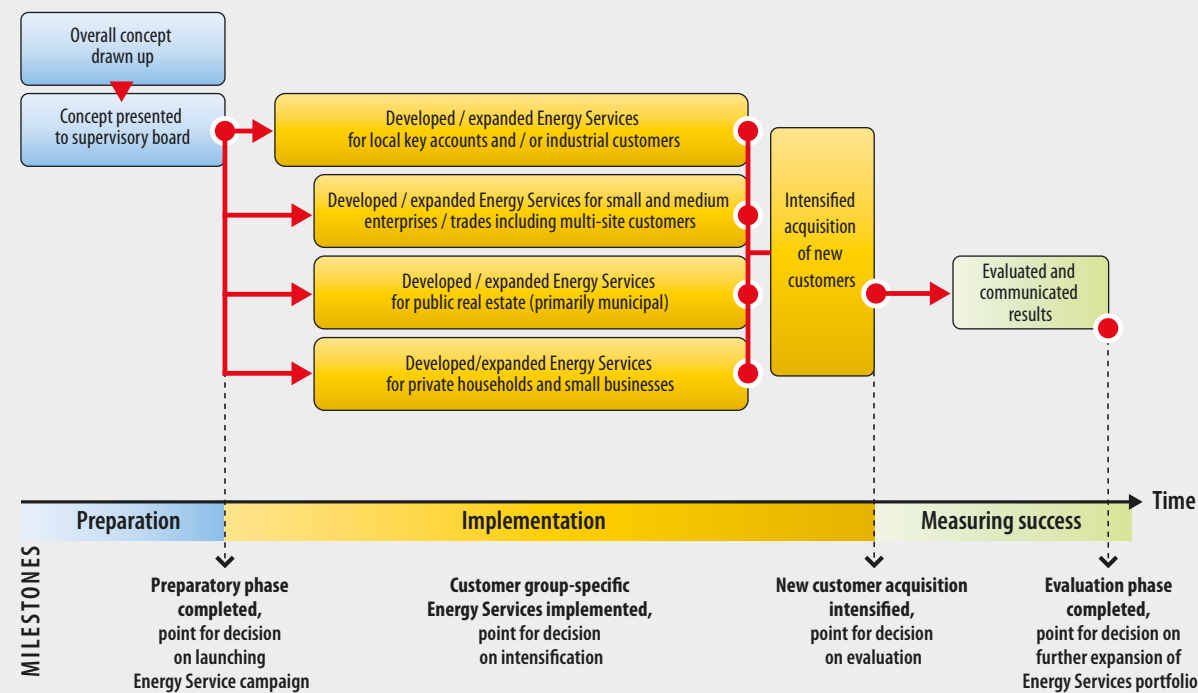 Overall concept
drawn up
Concept presented
to supervisory board
Developed / expanded Energy Services
for local key accounts and / or industrial customers
Developed / expanded Energy Services for small and medium
enterprises / trades including multi-site customers
Developed / expanded Energy Services
for public real estate (primarily municipal)
Developed/expanded Energy Services
for private households and small businesses
Intensified
acquisition
of new
customers
Evaluated and
communicated
results
Time
Preparation
Implementation
Measuring success
MILESTONES
Preparatory phase
completed,
point for decision
on launching
Energy Service campaign
Customer group-specific
Energy Services implemented,
point for decision
on intensification
New customer acquisition
intensified,
point for decision
on evaluation
Evaluation phase
completed,
point for decision on
further expansion of
Energy Services portfolio